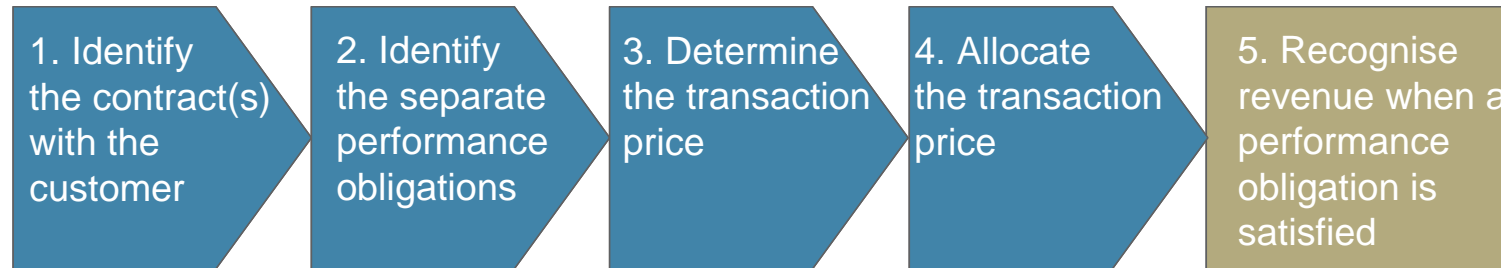 1. Identify
the contract(s)
with the
customer
2. Identify
the separate
performance
obligations
3. Determine
the transaction
price
4. Allocate
the transaction
price
5. Recognise
revenue when a
performance
obligation is
satisfied